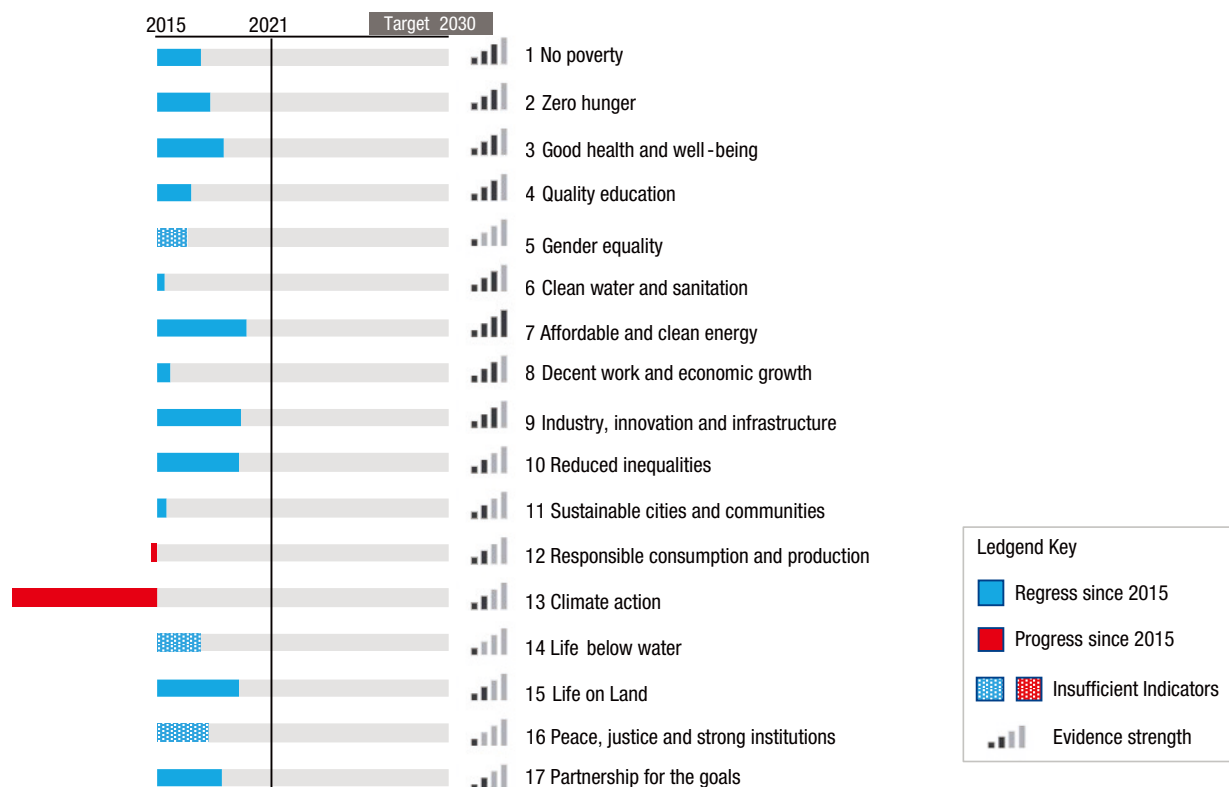 2015 2021 Target 2030
1 No poverty
2 Zero hunger
3 Good health and well-being
4 Quality education
5 Gender equality
6 Clean water and sanitation
7 Affordable and clean energy
8 Decent work and economic growth
9 Industry, innovation and infrastructure
10 Reduced inequalities
11 Sustainable cities and communities
12 Responsible consumption and production
13 Climate action
14 Life below water
15 Life on Land
16 Peace, justice and strong institutions
17 Partnership for the goals
Ledgend Key
Regress since 2015
Progress since 2015
Insufficient Indicators
Evidence strength